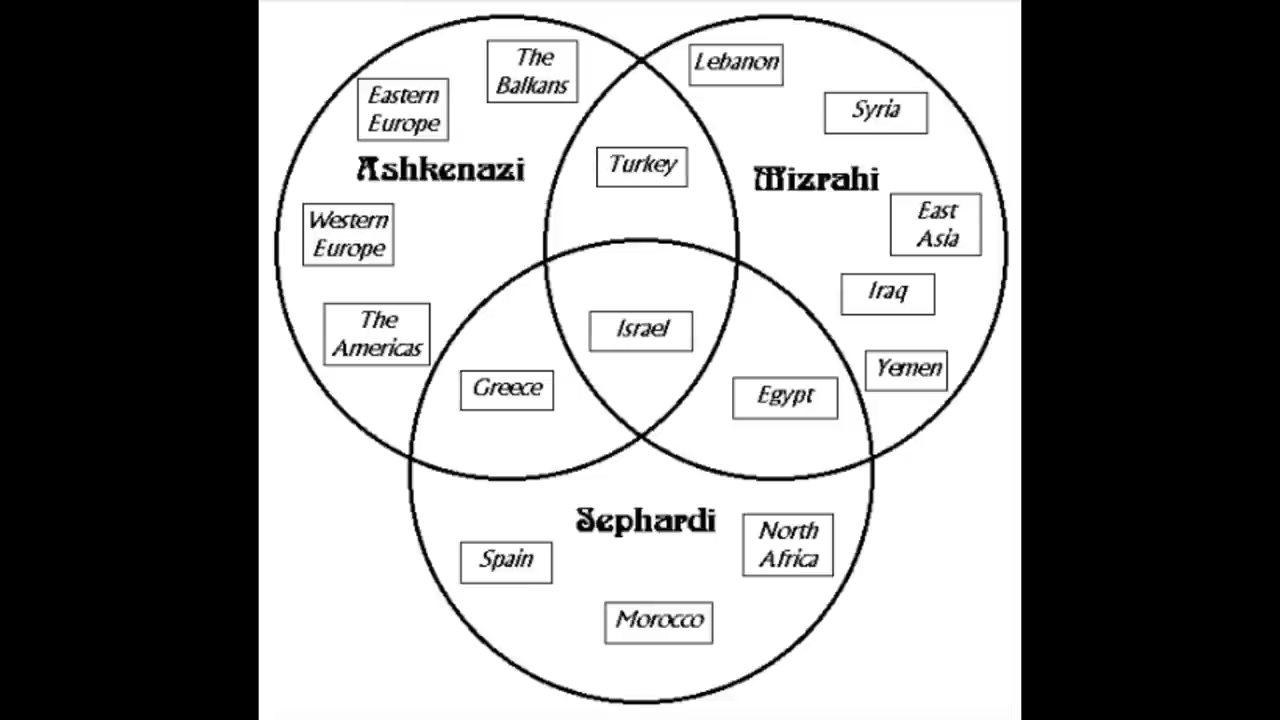 The
Balkans
Eastern
Europe
Ashkenazi
Western
Europe
The
Americas
Turkey
Lebanon
Syria
Mizrahi
East
Asia
Iraq
Yemen
Israel
Greece
Egypt
Sephardi
Spain
North
Africa
Morocco